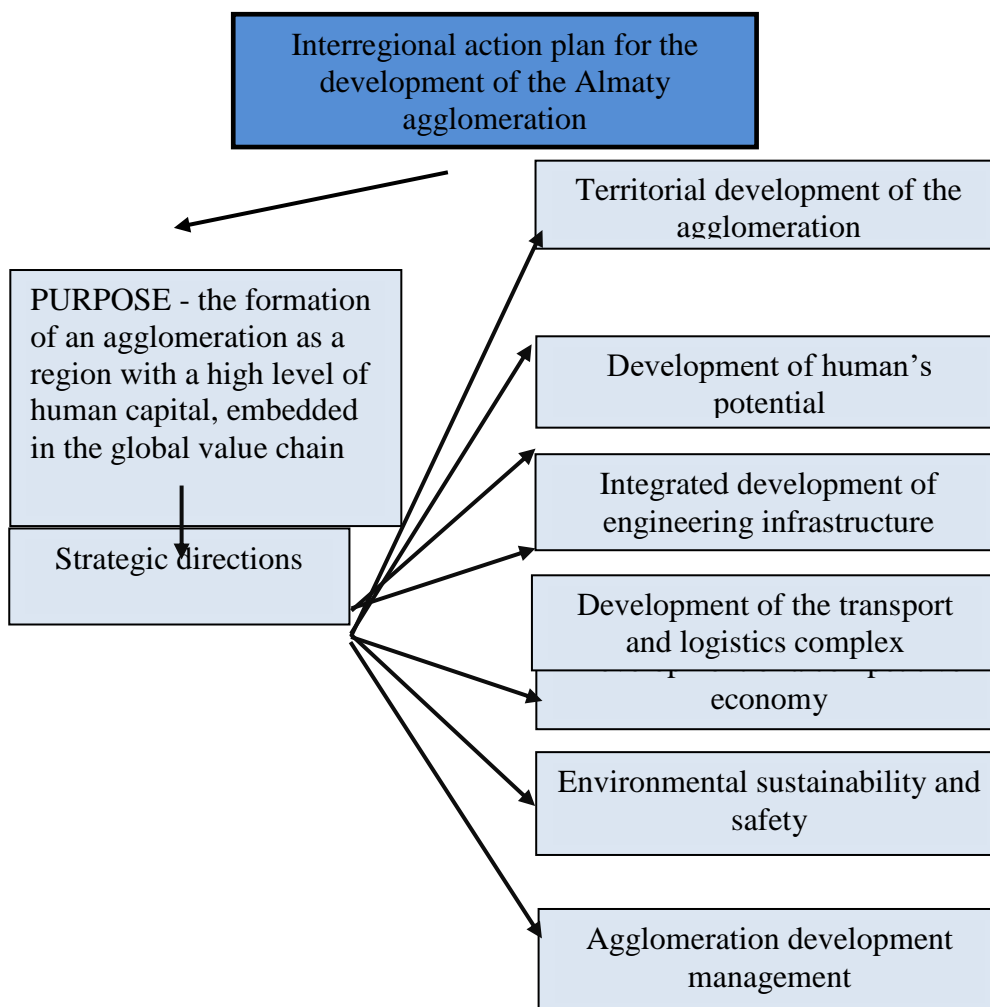 Interregional action plan for the
development of the Almaty
agglomeration
Territorial development of the
agglomeration
PURPOSE - the formation
of an agglomeration as a
region with a high level of
human capital, embedded
in the global value chain
Strategic directions
Development of human’s
potential
Integrated development of
engineering infrastructure
Development of the transport
and logistics complex
economy
Environmental sustainability and
safety
Agglomeration development
management